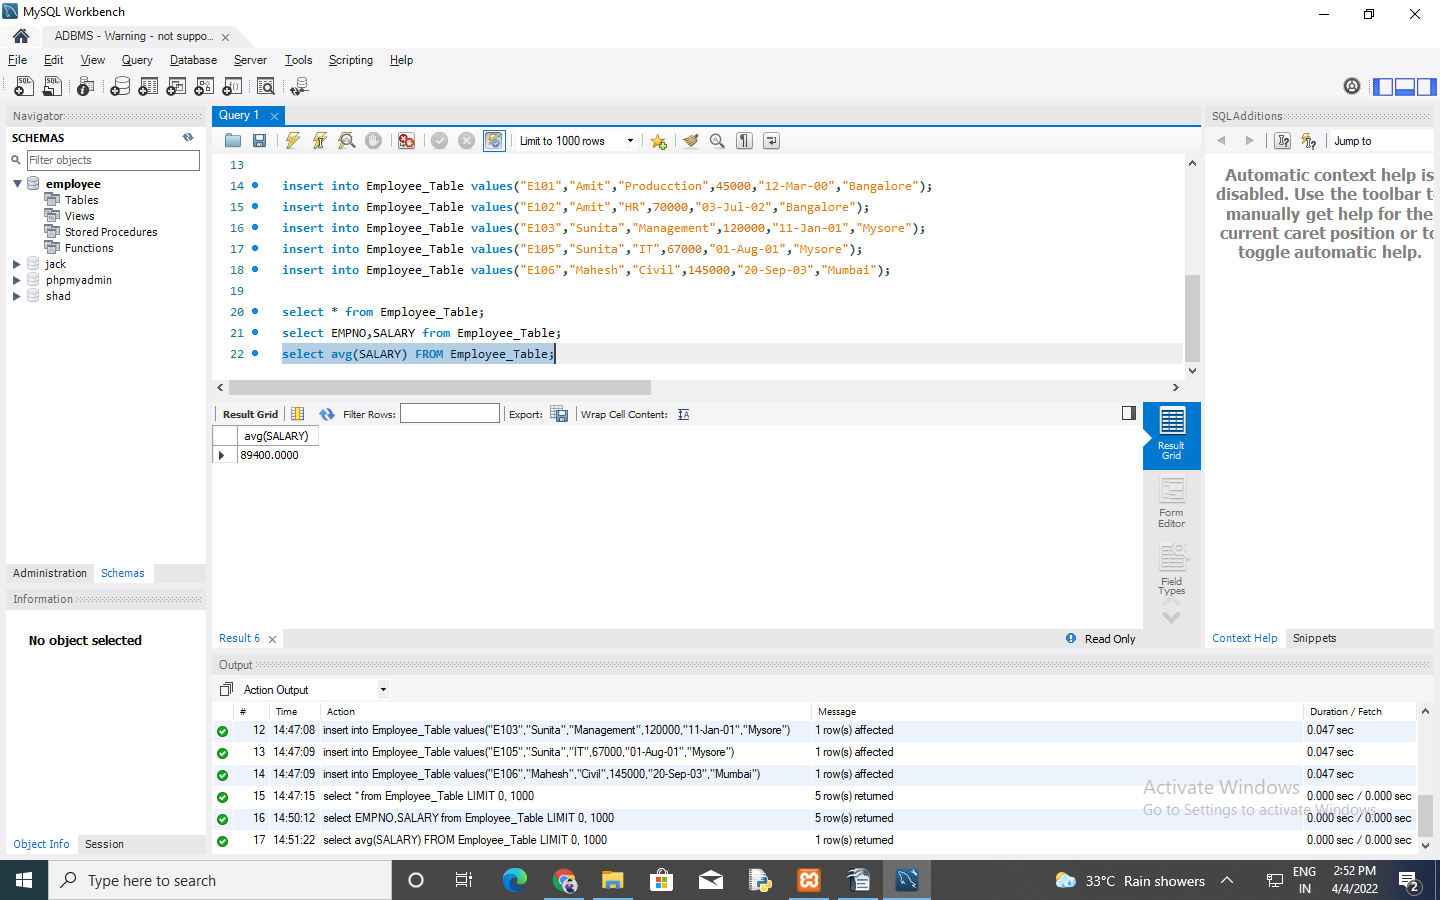 MySQL Workbench
ADBMS - Warning - not suppo...
File Edit View Query Database Server Tools Scripting Help
Navigator
SCHEMAS
Filter objects
employee
Tables
Views
Stored Procedures
Functions
jack
phpmyadmin
shad
Administration Schemas
Information
No object selected
Object Info Session
Query 1
Limit to 1000 rows
13
14 insert into Employee_Table values("E101","Amit","Producction",45000,"12-Mar-00","Bangalore");
15 insert into Employee_Table values("E102","Amit","HR",70000,"03-Jul-02","Bangalore");
16 insert into Employee_Table values("E103","Sunita","Management",120000,"11-Jan-01","Mysore");
17 insert into Employee_Table values("E105","Sunita","IT",67000,"01-Aug-01","Mysore");
18 insert into Employee_Table values("E106","Mahesh","Civil",145000,"20-Sep-03","Mumbai");
19
20 select * from Employee_Table;
21 select EMPNO,SALARY from Employee_Table;
22 select avg(SALARY) FROM Employee_Table;
Result Grid Filter Rows: Export: Wrap Cell Content:
avg(SALARY)
89400.0000
Result Grid
Form Editor
Field Types
Result 6 Read Only
SQLAdditions
Jump to
Automatic context help is
disabled. Use the toolbar t
manually get help for the
current caret position or to
toggle automatic help.
Context Help Snippets
Output
Action Output
# Time Action Message Duration / Fetch
12 14:47:08 insert into Employee_Table values("E103","Sunita","Management",120000,"11-Jan-01","Mysore") 1 row(s) affected 0.047 sec
13 14:47:09 insert into Employee_Table values("E105","Sunita","IT",67000,"01-Aug-01","Mysore") 1 row(s) affected 0.047 sec
14 14:47:09 insert into Employee_Table values("E106","Mahesh","Civil",145000,"20-Sep-03","Mumbai") 1 row(s) affected 0.047 sec
15 14:47:15 select * from Employee_Table LIMIT 0, 1000 5 row(s) returned 0.000 sec / 0.000 sec
16 14:50:12 select EMPNO,SALARY from Employee_Table LIMIT 0, 1000 5 row(s) returned 0.000 sec / 0.000 sec
17 14:51:22 select avg(SALARY) FROM Employee_Table LIMIT 0, 1000 1 row(s) returned 0.000 sec / 0.000 sec
Activate Windows
Go to Settings to activate Windows.
Type here to search
33°C Rain showers
ENG
IN
2:52 PM
4/4/2022
2